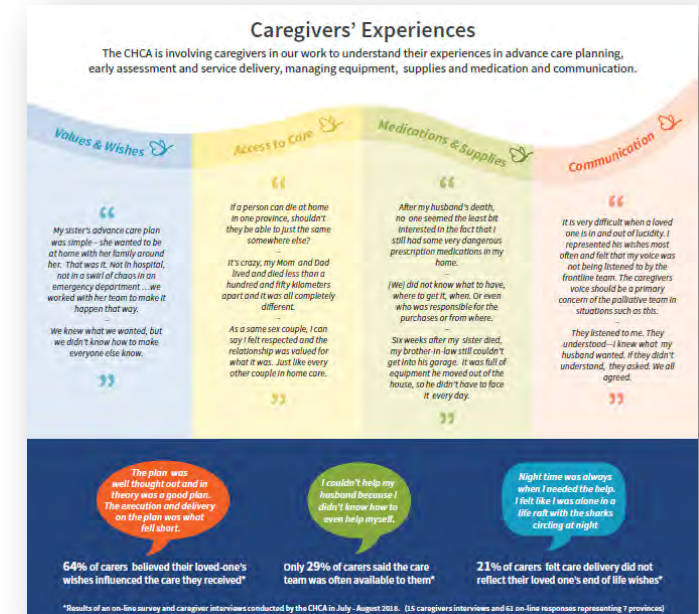 Caregivers' Experiences
The CHCA is involving caregivers in our work to understand their experiences in advance care planning,
early assessment and service delivery, managing equipment, supplies and medication and communication.
Values & Wishes
“
My sister's advance care plan
was simple – she wanted to be
at home with her family around
her. That was it. Not in hospital,
not in a swirl of chaos in an
emergency department ...we
worked with her team to make it
happen that way.
–
We knew what we wanted, but
we didn't know how to make
everyone else know.
”
Access to Care
“
If a person can die at home
in one province, shouldn't
they be able to just the same
somewhere else?
–
It's crazy, my Mom and Dad
lived and died less than a
hundred and fifty kilometers
apart and it was all completely
different.
–
As a same sex couple, I can
say I felt respected and the
relationship was valued for
what it was. Just like every
other couple in home care.
”
Medications & Supplies
“
After my husband's death,
no one seemed the least bit
interested in the fact that I
still had some very dangerous
prescription medications in my
home.
–
[We] did not know what to have,
where to get it, when. Or even
who was responsible for the
purchases or from where.
–
Six weeks after my sister died,
my brother-in-law still couldn't
get into his garage. It was full of
equipment he moved out of the
house, so he didn't have to face
it every day.
”
Communication
“
It is very difficult when a loved
one is in and out of lucidity. I
represented his wishes most
often and felt that my voice was
not being listened to by the
frontline team. The caregivers
voice should be a primary
concern of the palliative team in
situations such as this.
–
They listened to me. They
understood—I knew what my
husband wanted. If they didn't
understand, they asked. We all
agreed.
”
The plan was
well thought out and in
theory was a good plan.
The execution and delivery
on the plan was what
fell short.
64% of carers believed their loved-one's
wishes influenced the care they received*
I couldn't help my
husband because I
didn't know how to
even help myself.
Only 29% of carers said the care
team was often available to them*
Night time was always
when I needed the help.
I felt like I was alone in a
life raft with the sharks
circling at night
21% of carers felt care delivery did not
reflect their loved one's end of life wishes*
*Results of an on-line survey and caregiver interviews conducted by the CHCA in July - August 2018. (15 caregivers interviews and 61 on-line responses representing 7 provinces)